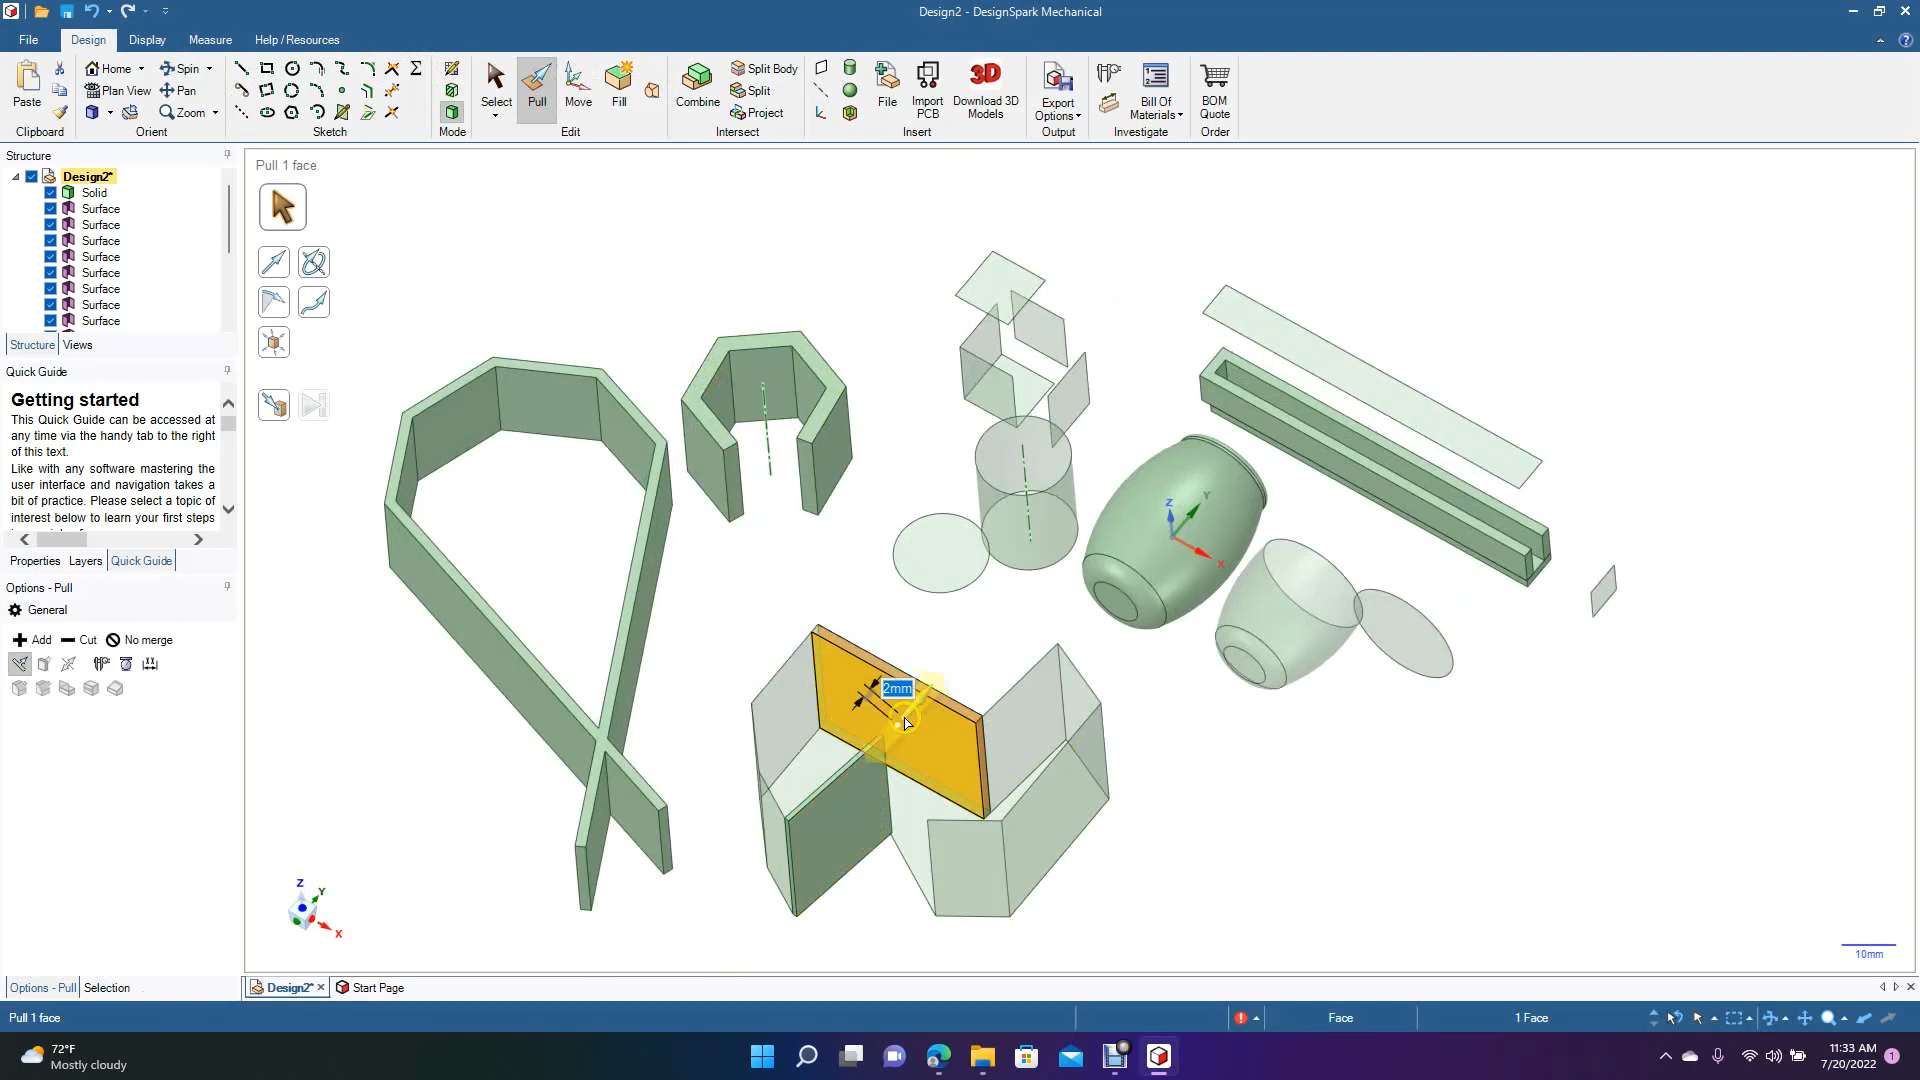 Design2 - DesignSpark Mechanical
File
Design
Display
Measure
Help / Resources
Paste
Home
Plan View
Spin
Pan
Zoom
Select
Pull
Move
Fill
Combine
Split Body
Split
Project
File
Import
PCB
3D
Download 3D
Models
Export
Options
Bill Of
Materials
BOM
Quote
Clipboard
Orient
Sketch
Mode
Edit
Intersect
Insert
Output
Investigate
Order
Structure
Design2*
Solid
Surface
Surface
Surface
Surface
Surface
Surface
Surface
Surface
Structure
Views
Quick Guide
Getting started
This Quick Guide can be accessed at
any time via the handy tab to the right
of this text.
Like with any software mastering the
user interface and navigation takes a
bit of practice. Please select a topic of
interest below to learn your first steps
Properties
Layers
Quick Guide
Options - Pull
General
Add
Cut
No merge
Options - Pull
Selection
Pull 1 face
2mm
Z
Y
X
Z
Y
X
10mm
Design2*
Start Page
Pull 1 face
Face
1 Face
72°F
Mostly cloudy
11:33 AM
7/20/2022
1